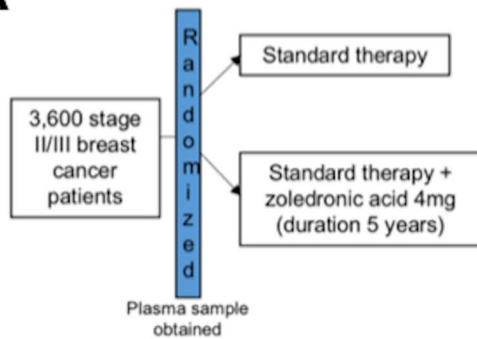 3,600 stage
II/III breast
cancer
patients
Randomized
Plasma sample
obtained
Standard therapy
Standard therapy +
zoledronic acid 4mg
(duration 5 years)